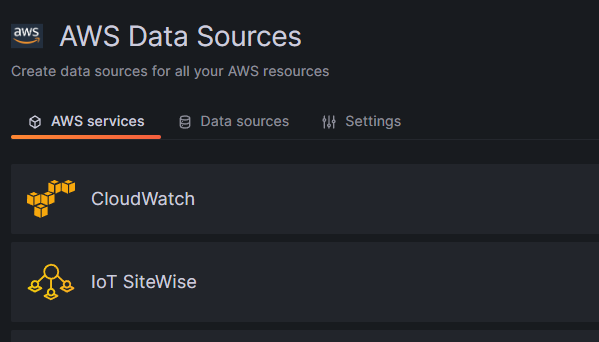 aws
AWS Data Sources
Create data sources for all your AWS resources
AWS services
Data sources
Settings
CloudWatch
IoT SiteWise